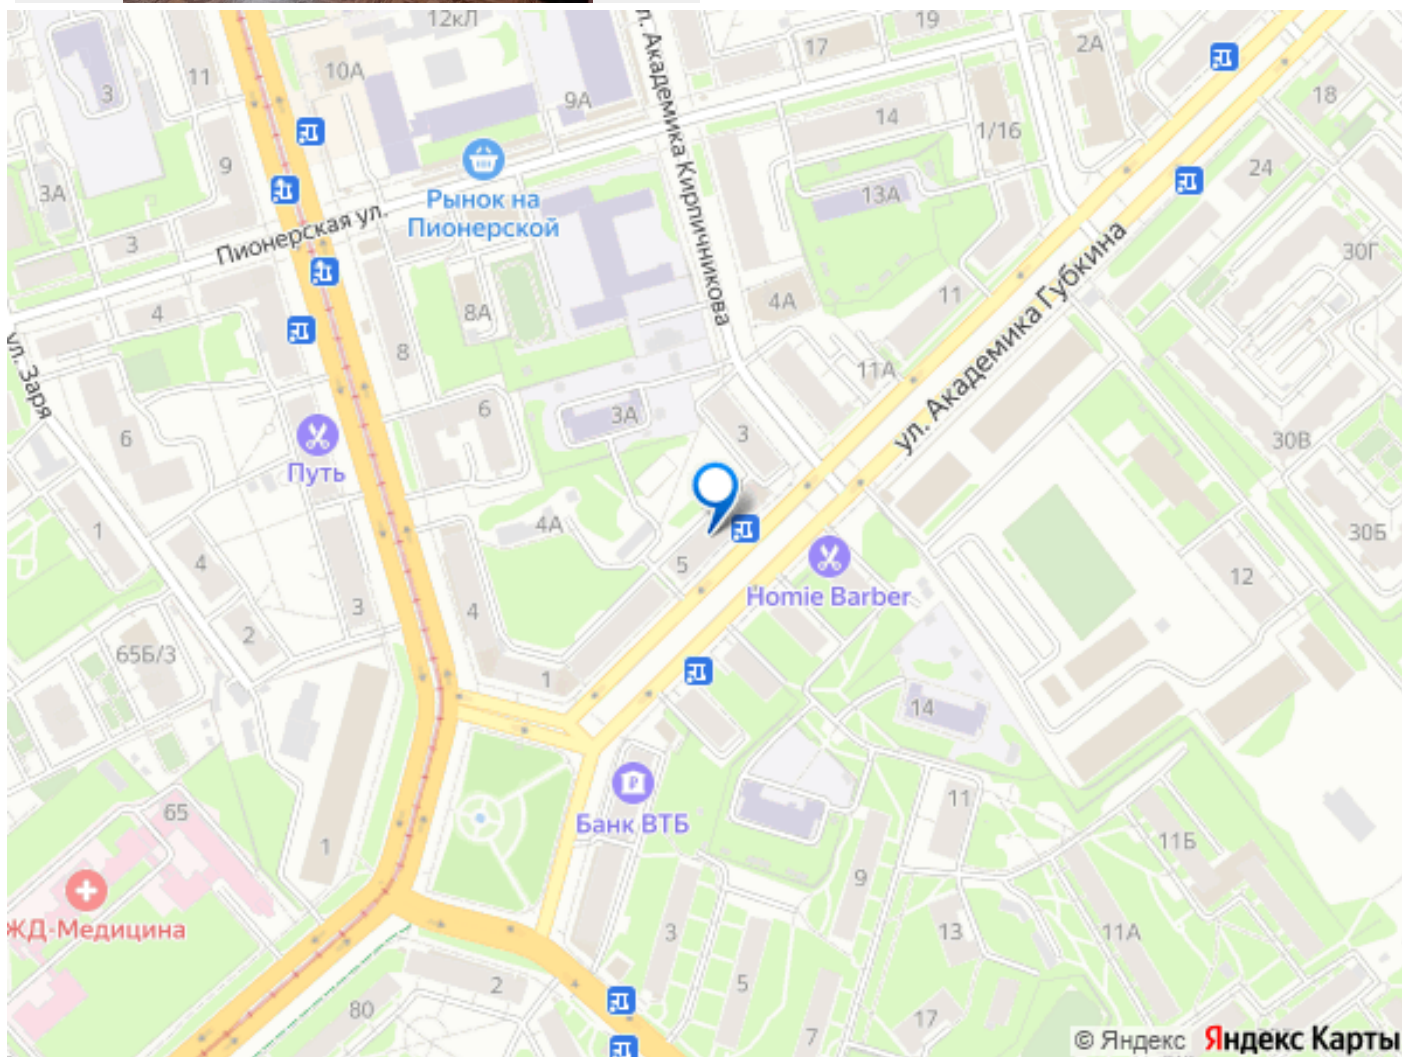 12кЛ
19
17
2А
11
10А
3
9А
18
14
1/16
ул. Академика Кирпичникова
9
24
3А
Рынок на
Пионерской
13А
3
Пионерская ул.
30Г
4
8А
4А
11
ул. Академика Губкина
8
11А
ул. Заря
6
3А
3
6
30В
Путь
1
4А
30Б
4
5
12
3
Homie Barber
2
4
65Б/3
1
14
65
Банк ВТБ
11
11Б
1
9
ЖД-Медицина
3
13
11А
2
5
80
17
7
© Яндекс Яндекс Карты